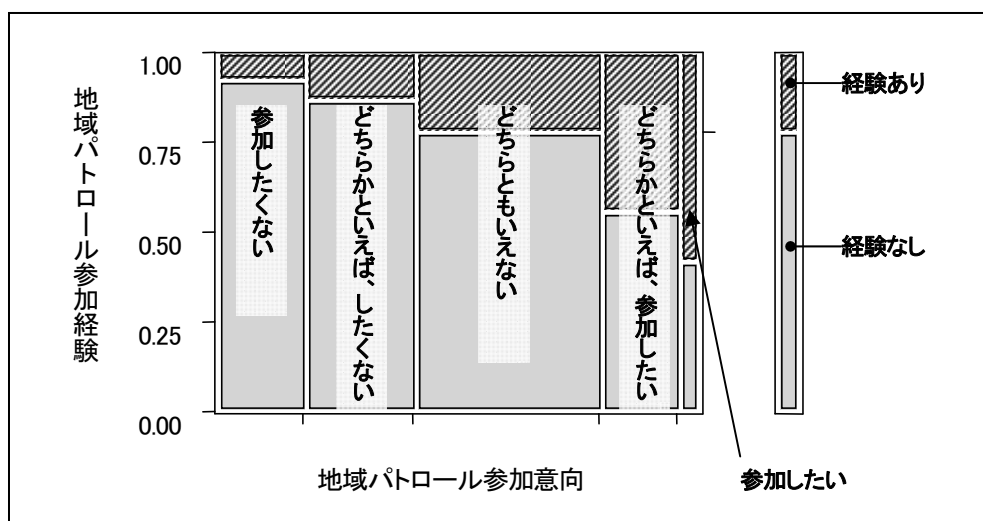 1.00
0.75
0.50
0.25
0.00
地域パトロール参加経験
参加したくない
どちらかといえば、したくない
どちらともいえない
どちらかといえば、参加したい
経験あり
経験なし
地域パトロール参加意向
参加したい